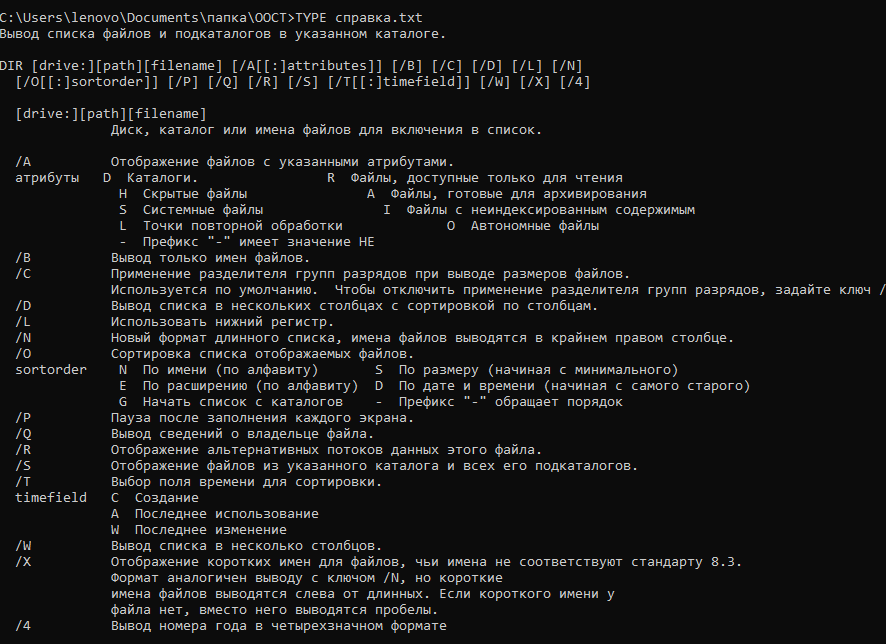 C:\Users\lenovo\Documents\папка\ООСТ>TYPE справка.txt
Вывод списка файлов и подкаталогов в указанном каталоге.
DIR [drive:][path][filename] [/A[[:]attributes]] [/B] [/C] [/D] [/L] [/N]
[/O[[:]sortorder]] [/P] [/Q] [/R] [/S] [/T[[:]timefield]] [/W] [/X] [/4]
[drive:][path][filename]
Диск, каталог или имена файлов для включения в список.
/A Отображение файлов с указанными атрибутами.
атрибуты D Каталоги. R Файлы, доступные только для чтения
H Скрытые файлы A Файлы, готовые для архивирования
S Системные файлы I Файлы с неиндексированным содержимым
L Точки повторной обработки O Автономные файлы
- Префикс "-" имеет значение НЕ
/B Вывод только имен файлов.
/C Применение разделителя групп разрядов при выводе размеров файлов.
Используется по умолчанию. Чтобы отключить применение разделителя групп разрядов, задайте ключ /
/D Вывод списка в нескольких столбцах с сортировкой по столбцам.
/L Использовать нижний регистр.
/N Новый формат длинного списка, имена файлов выводятся в крайнем правом столбце.
/O Сортировка списка отображаемых файлов.
sortorder N По имени (по алфавиту) S По размеру (начиная с минимального)
E По расширению (по алфавиту) D По дате и времени (начиная с самого старого)
G Начать список с каталогов - Префикс "-" обращает порядок
/P Пауза после заполнения каждого экрана.
/Q Вывод сведений о владельце файла.
/R Отображение альтернативных потоков данных этого файла.
/S Отображение файлов из указанного каталога и всех его подкаталогов.
/T Выбор поля времени для сортировки.
timefield C Создание
A Последнее использование
W Последнее изменение
/W Вывод списка в несколько столбцов.
/X Отображение коротких имен для файлов, чьи имена не соответствуют стандарту 8.3.
Формат аналогичен выводу с ключом /N, но короткие
имена файлов выводятся слева от длинных. Если короткого имени у
файла нет, вместо него выводятся пробелы.
/4 Вывод номера года в четырехзначном формате